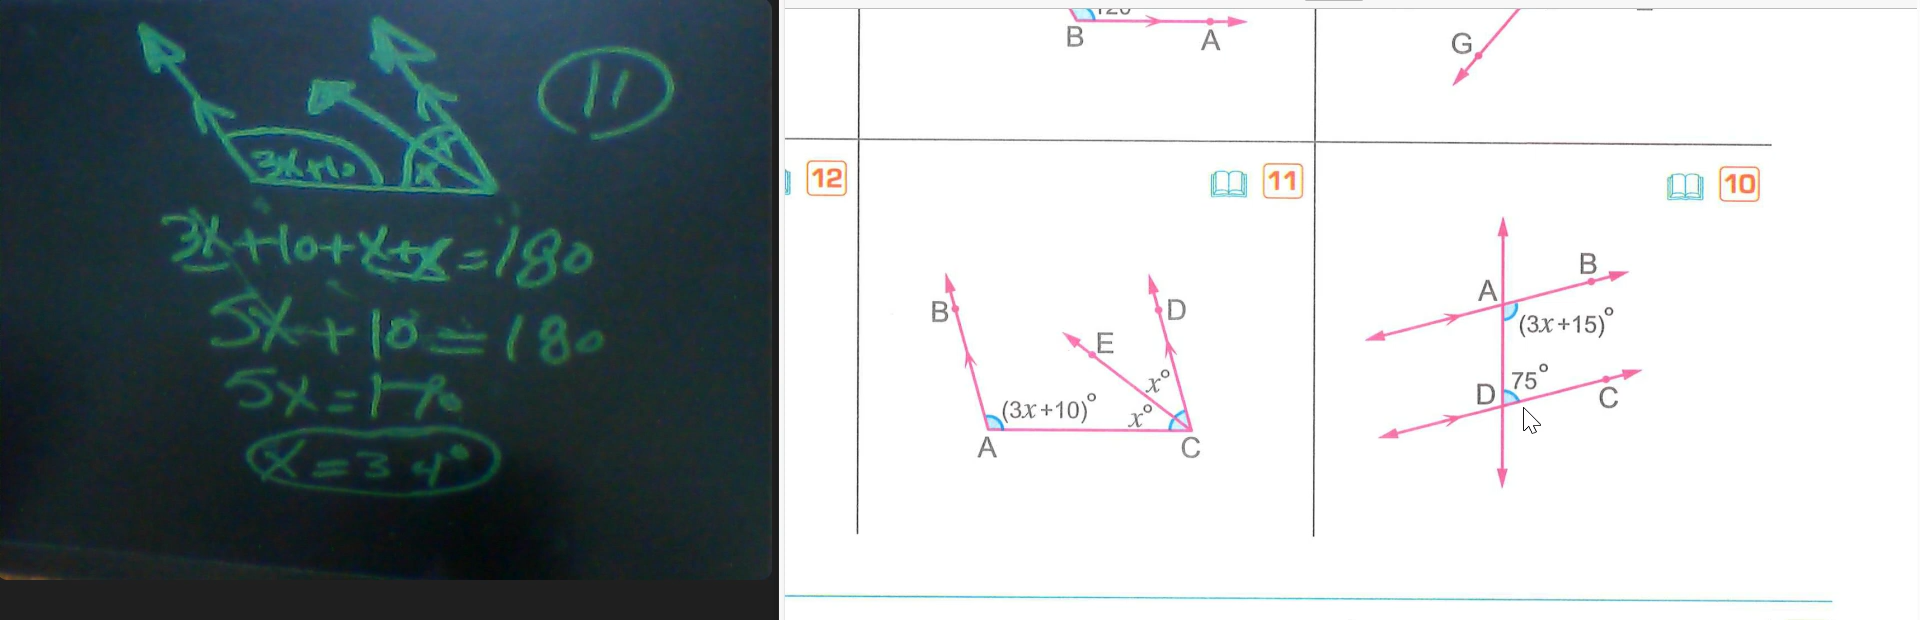 11
3x+10
x
x
3x+10+x+x=180
5x+10=180
5x=170
x=34°
B
A
G
12
11
10
B
D
E
x°
(3x+10)°
x°
A
C
B
A
(3x+15)°
75°
D
C